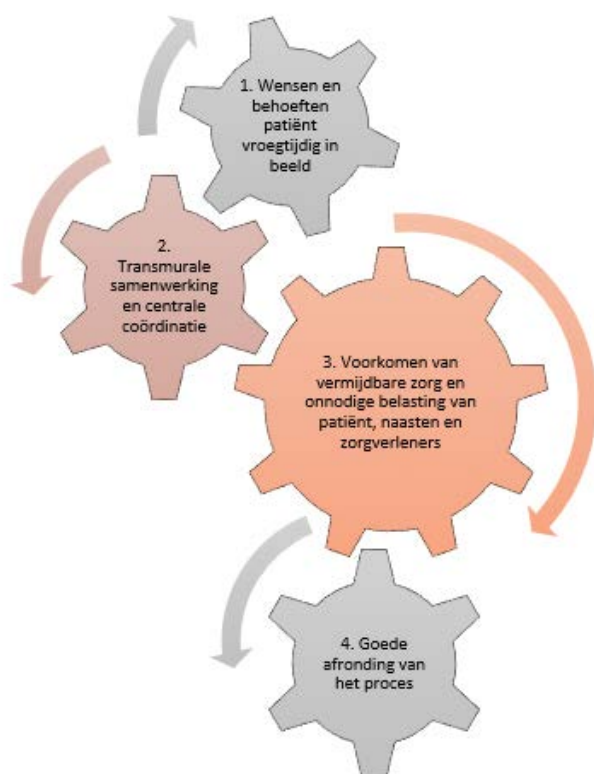 1. Wensen en
behoeften
patiënt
vroegtijdig in
beeld
2.
Transmurale
samenwerking
en centrale
coördinatie
3. Voorkomen van
vermijdbare zorg en
onnodige belasting van
patiënt, naasten en
zorgverleners
4. Goede
afronding van
het proces